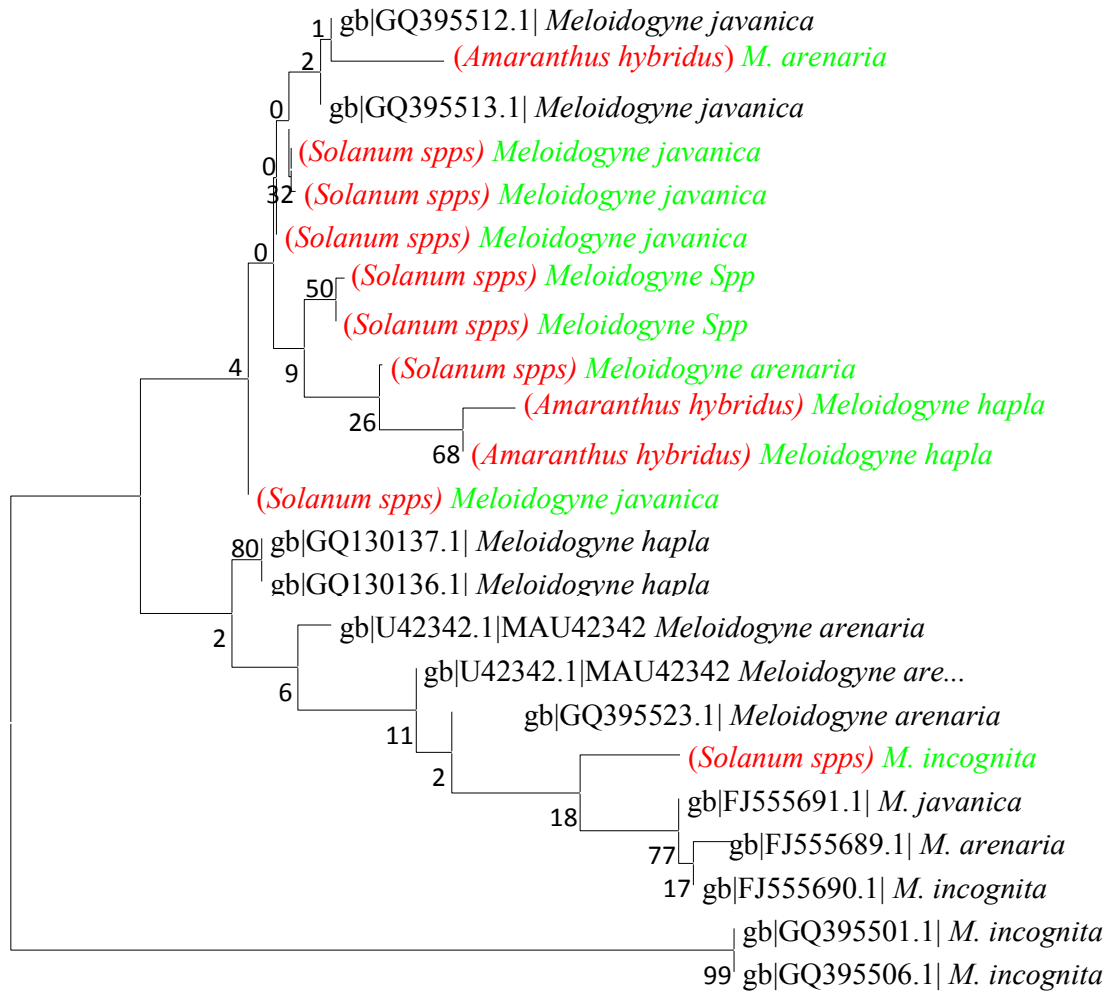 1 gb|GQ395512.1| Meloidogyne javanica
(Amaranthus hybridus) M. arenaria
2
gb|GQ395513.1| Meloidogyne javanica
0
(Solanum spps) Meloidogyne javanica
0
32 (Solanum spps) Meloidogyne javanica
(Solanum spps) Meloidogyne javanica
0
50 (Solanum spps) Meloidogyne Spp
(Solanum spps) Meloidogyne Spp
4
9
(Solanum spps) Meloidogyne arenaria
(Amaranthus hybridus) Meloidogyne hapla
26
68 (Amaranthus hybridus) Meloidogyne hapla
(Solanum spps) Meloidogyne javanica
80 gb|GQ130137.1| Meloidogyne hapla
gb|GQ130136.1| Meloidogyne hapla
2
gb|U42342.1|MAU42342 Meloidogyne arenaria
gb|U42342.1|MAU42342 Meloidogyne are...
6
gb|GQ395523.1| Meloidogyne arenaria
11
(Solanum spps) M. incognita
2
gb|FJ555691.1| M. javanica
18
gb|FJ555689.1| M. arenaria
77
17 gb|FJ555690.1| M. incognita
gb|GQ395501.1| M. incognita
99 gb|GQ395506.1| M. incognita